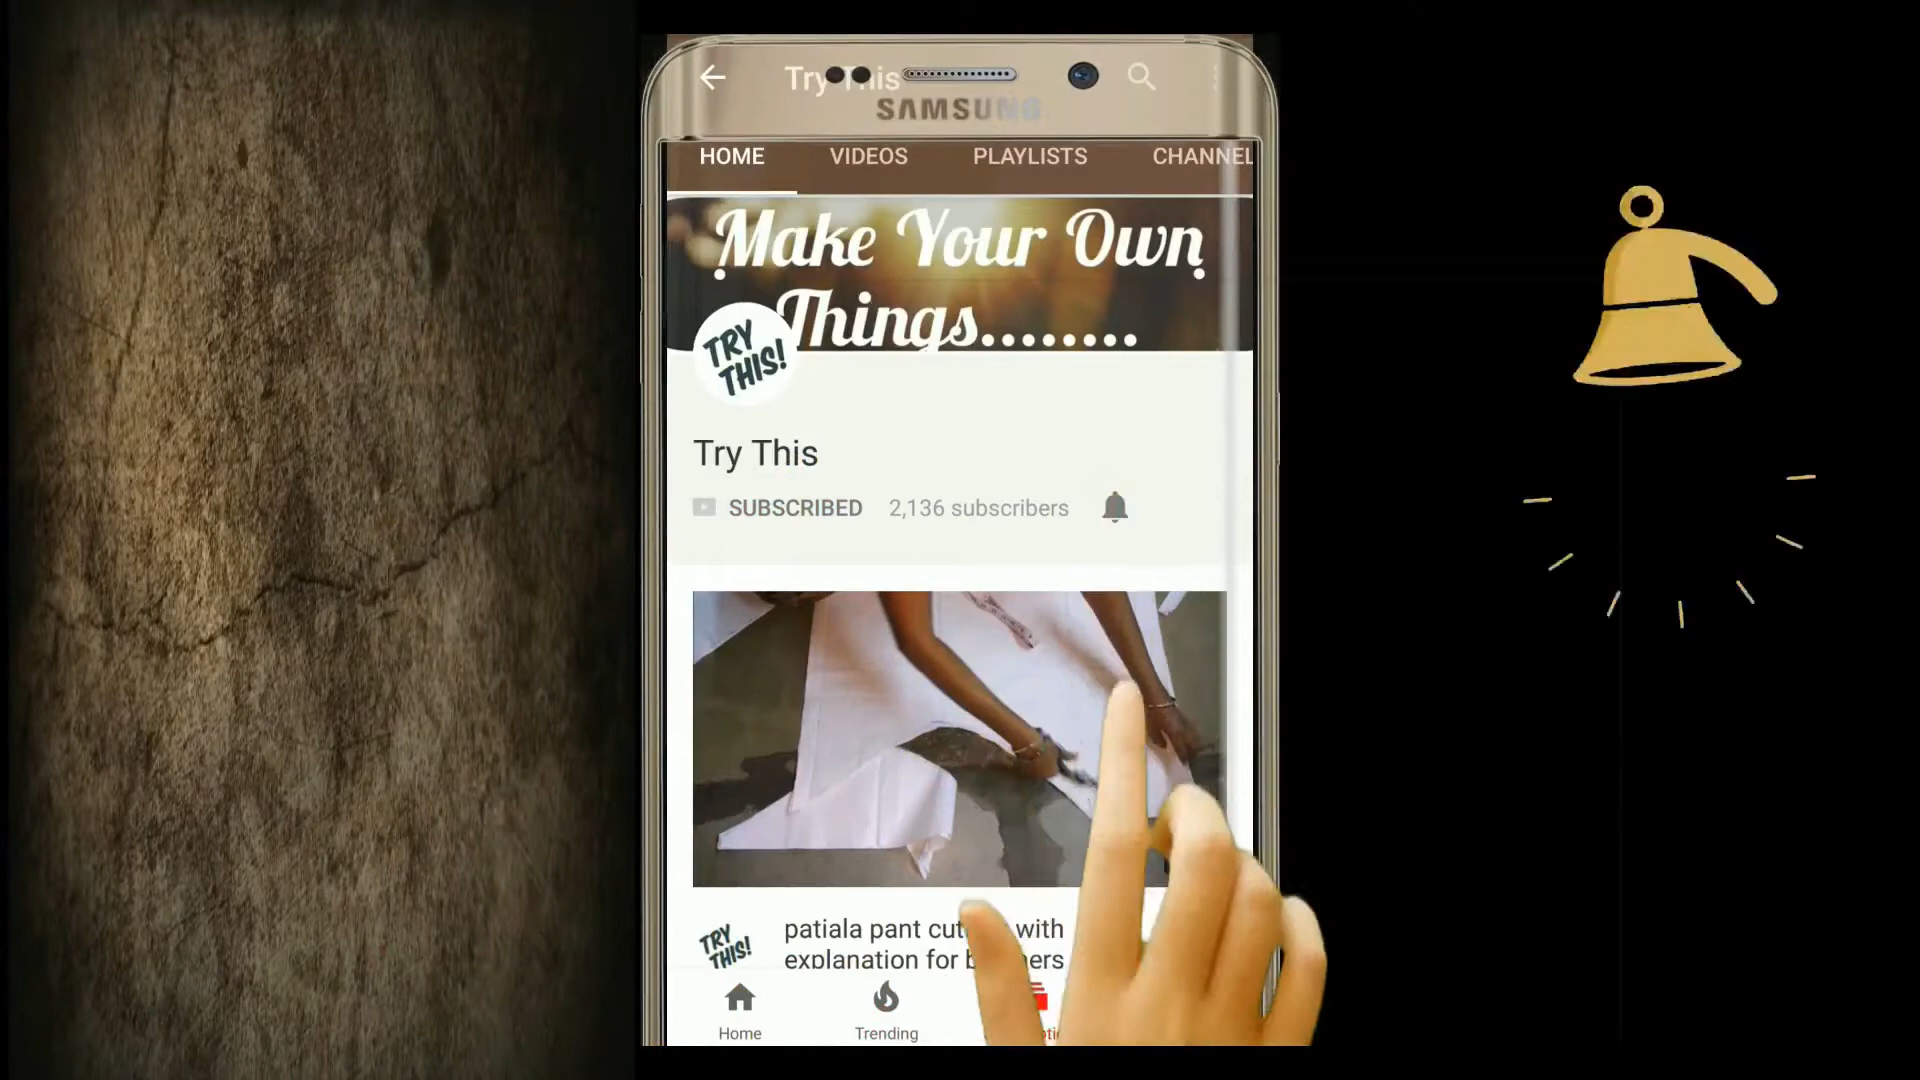 Try This
SAMSUNG
HOME VIDEOS PLAYLISTS CHANNEL
Make Your Own
Things........
TRY
THIS!
Try This
SUBSCRIBED 2,136 subscribers
patiala pant with
TRY
THIS!
explanation for
Home Trending